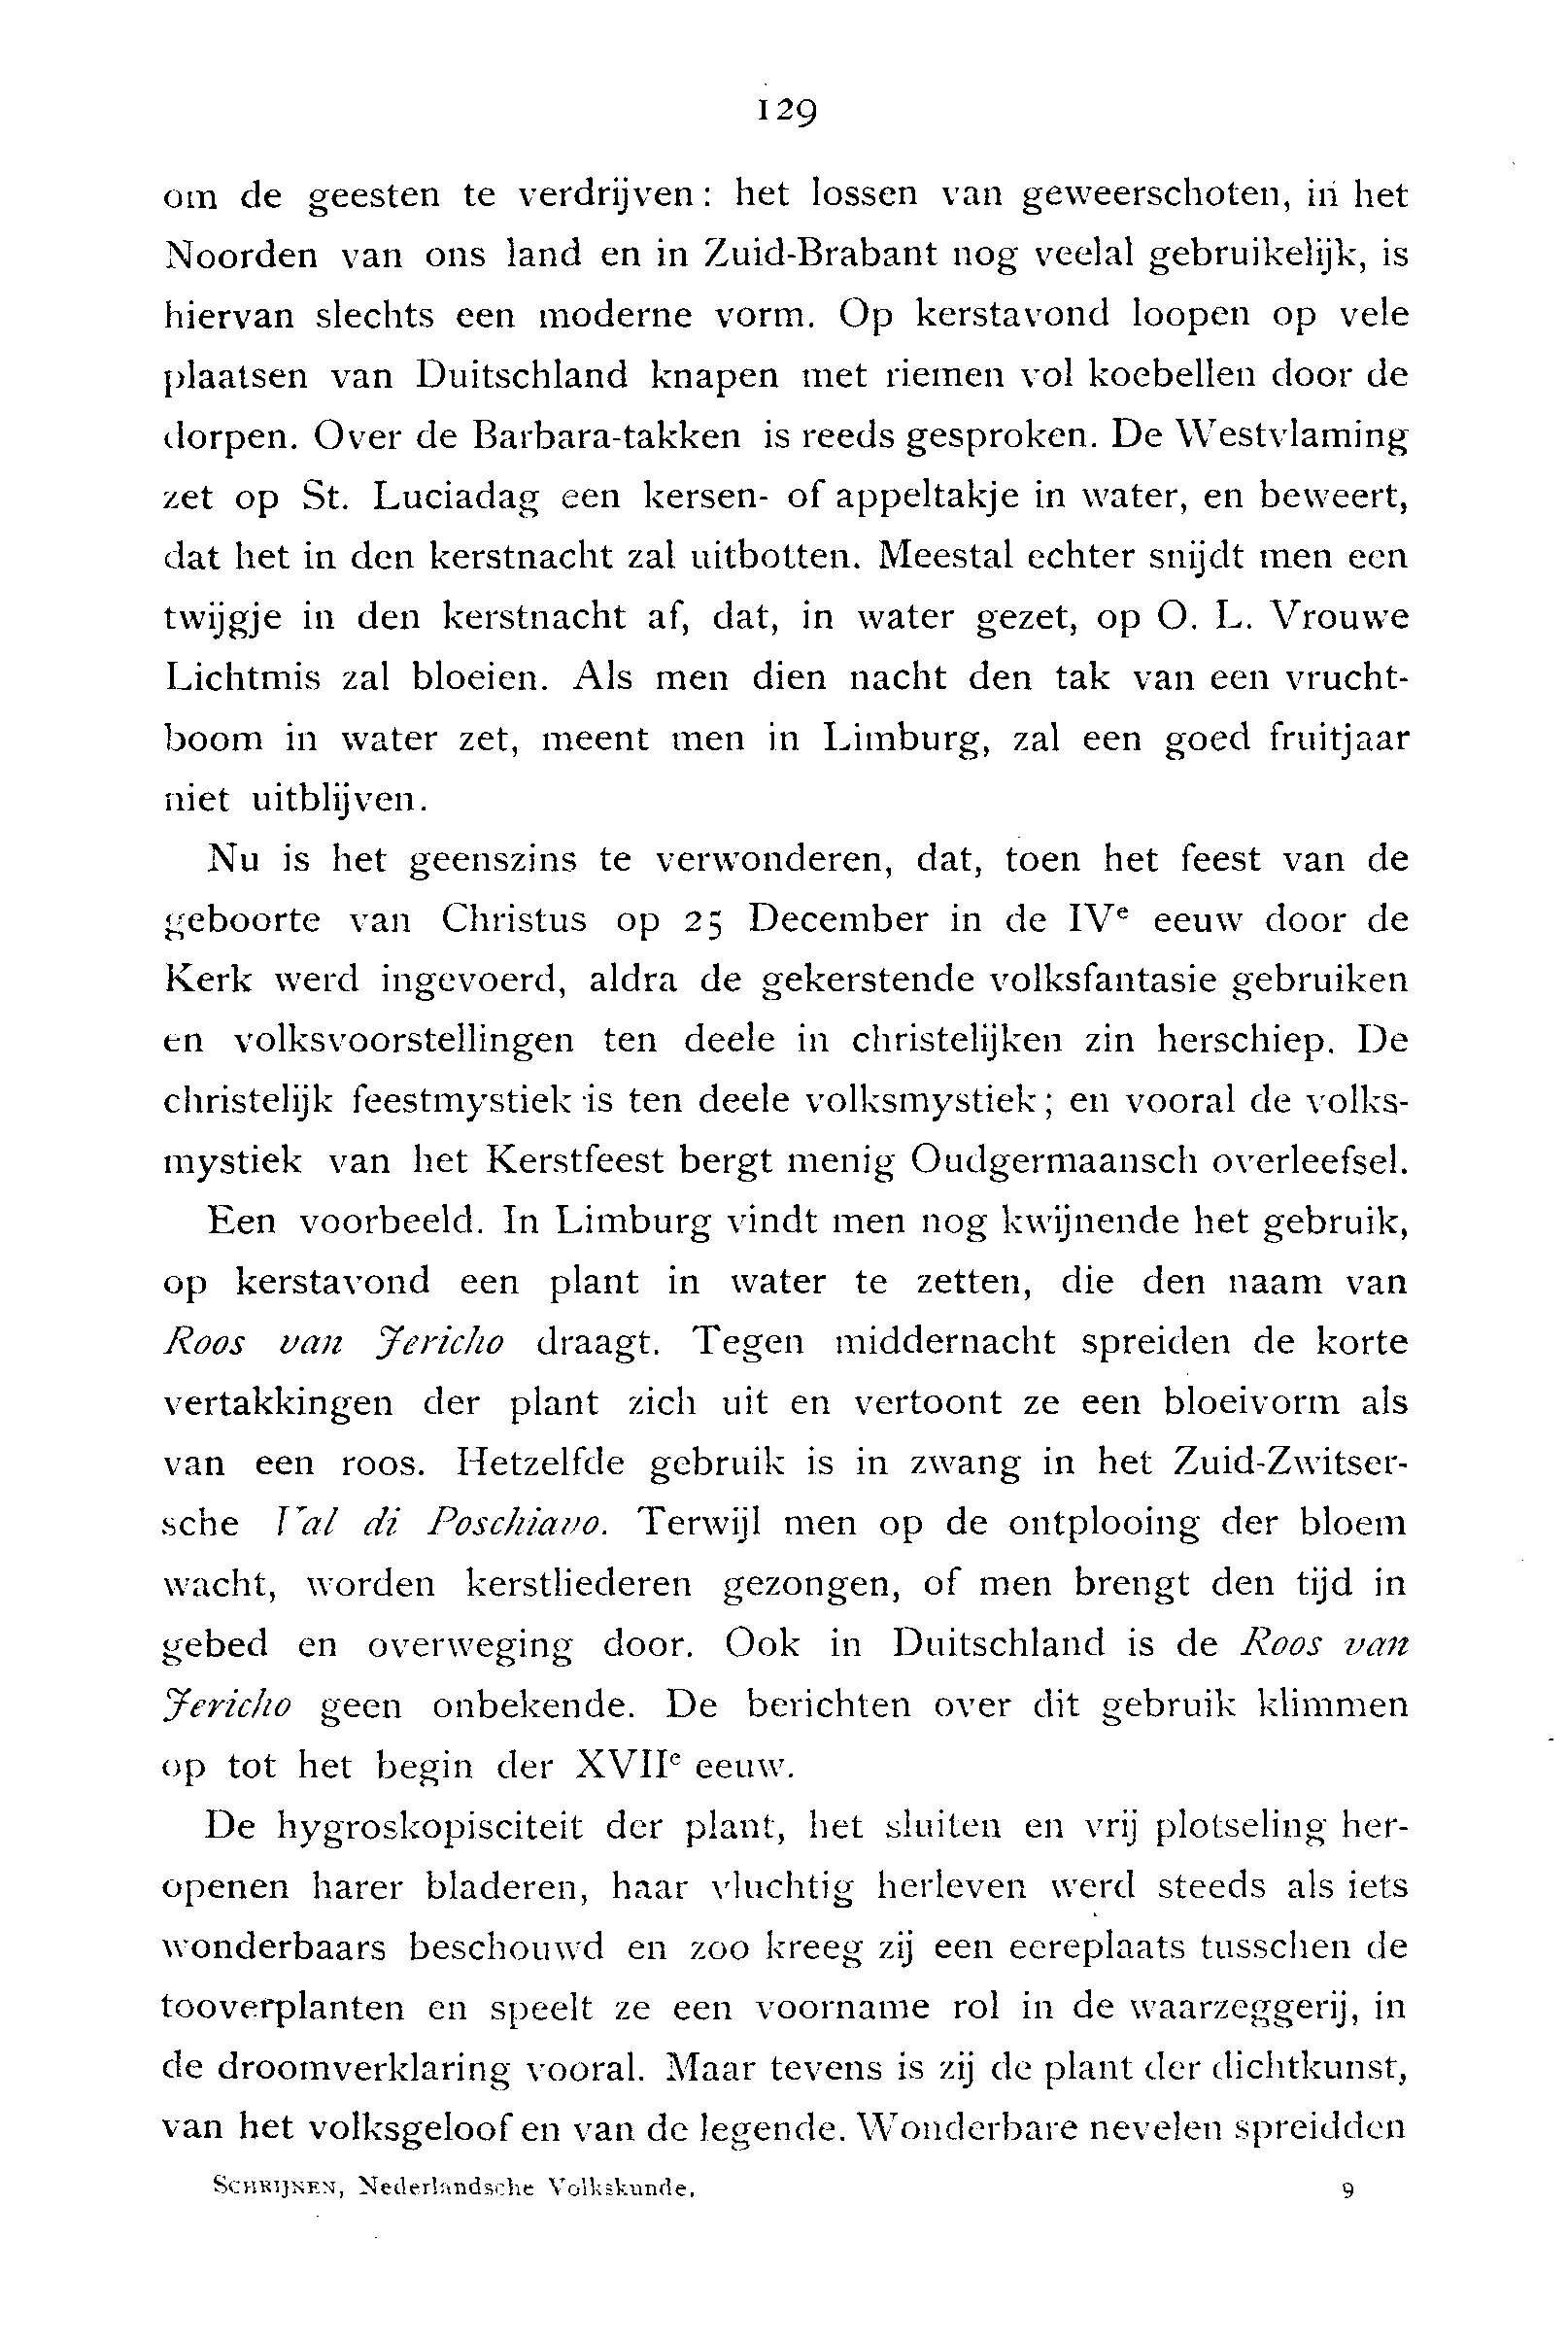 129
om de geesten te verdrijven: het lossen van geweerschoten, in het
Noorden van ons land en in Zuid-Brabant nog veelal gebruikelijk, is
hiervan slechts een moderne vorm. Op kerstavond loopen op vele
plaatsen van Duitschland knapen met riemen vol koebellen door de
dorpen. Over de Barbara-takken is reeds gesproken. De Westvlaming
zet op St. Luciadag een kersen- of appeltakje in water, en beweert,
dat het in den kerstnacht zal uitbotten. Meestal echter snijdt men een
twijgje in den kerstnacht af, dat, in water gezet, op O. L. Vrouwe
Lichtmis zal bloeien. Als men dien nacht den tak van een vrucht-
boom in water zet, meent men in Limburg, zal een goed fruitjaar
niet uitblijven.
Nu is het geenszins te verwonderen, dat, toen het feest van de
geboorte van Christus op 25 December in de IVe eeuw door de
Kerk werd ingevoerd, aldra de gekerstende volksfantasie gebruiken
en volksvoorstellingen ten deele in christelijken zin herschiep. De
christelijk feestmystiek is ten deele volksmystiek; en vooral de volks-
mystiek van het Kerstfeest bergt menig Oudgermaansch overleefsel.
Een voorbeeld. In Limburg vindt men nog kwijnende het gebruik,
op kerstavond een plant in water te zetten, die den naam van
Roos van Jericho draagt. Tegen middernacht spreiden de korte
vertakkingen der plant zich uit en vertoont ze een bloeivorm als
van een roos. Hetzelfde gebruik is in zwang in het Zuid-Zwitser-
sche Val di Poschiavo. Terwijl men op de ontplooing der bloem
wacht, worden kerstliederen gezongen, of men brengt den tijd in
gebed en overweging door. Ook in Duitschland is de Roos van
Jericho geen onbekende. De berichten over dit gebruik klimmen
op tot het begin der XVIIe eeuw.
De hygroskopisciteit der plant, het sluiten en vrij plotseling her-
openen harer bladeren, haar vluchtig herleven werd steeds als iets
wonderbaars beschouwd en zoo kreeg zij een eereplaats tusschen de
tooverplanten en speelt ze een voorname rol in de waarzeggerij, in
de droomverklaring vooral. Maar tevens is zij de plant der dichtkunst,
van het volksgeloof en van de legende. Wonderbare nevelen spreidden
SCHRIJNEN, Nederlandsche Volkskunde. 9